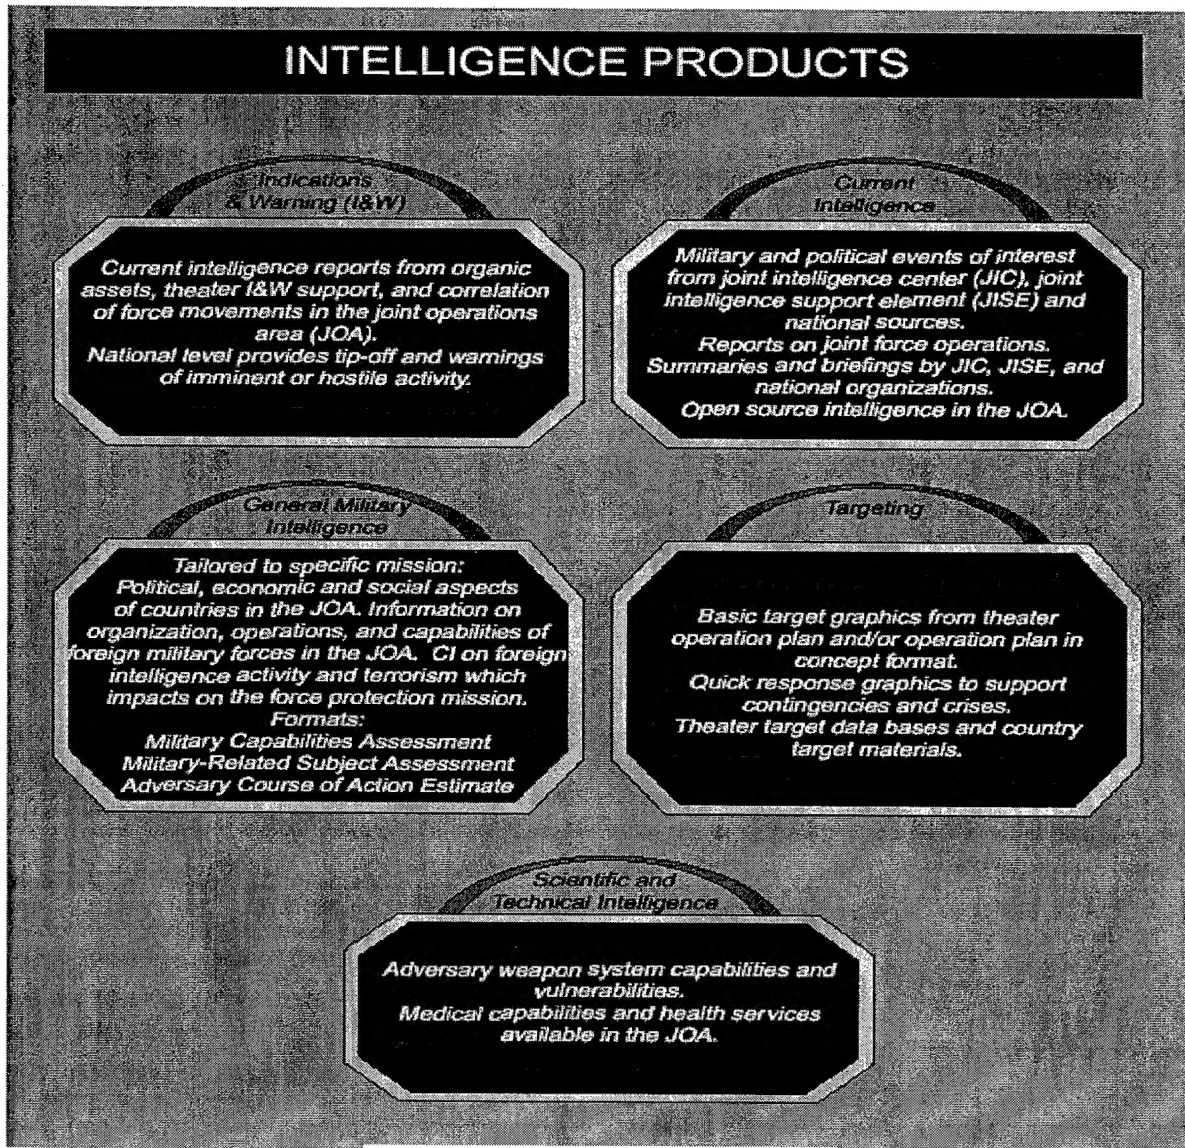 INTELLIGENCE PRODUCTS
Indications
& Warning (I&W)
Current intelligence reports from organic
assets, theater I&W support, and correlation
of force movements in the joint operations
area (JOA).
National level provides tip-off and warnings
of imminent or hostile activity.
Current
Intelligence
Military and political events of interest
from joint intelligence center (JIC), joint
intelligence support element (JISE) and
national sources.
Reports on joint force operations.
Summaries and briefings by JIC, JISE, and
national organizations.
Open source intelligence in the JOA.
General Military
Intelligence
Tailored to specific mission:
Political, economic and social aspects
of countries in the JOA. Information on
organization, operations, and capabilities of
foreign military forces in the JOA. CI on foreign
intelligence activity and terrorism which
impacts on the force protection mission.
Formats:
Military Capabilities Assessment
Military-Related Subject Assessment
Adversary Course of Action Estimate
Targeting
Basic target graphics from theater
operation plan and/or operation plan in
concept format.
Quick response graphics to support
contingencies and crises.
Theater target data bases and country
target materials.
Scientific and
Technical Intelligence
Adversary weapon system capabilities and
vulnerabilities.
Medical capabilities and health services
available in the JOA.